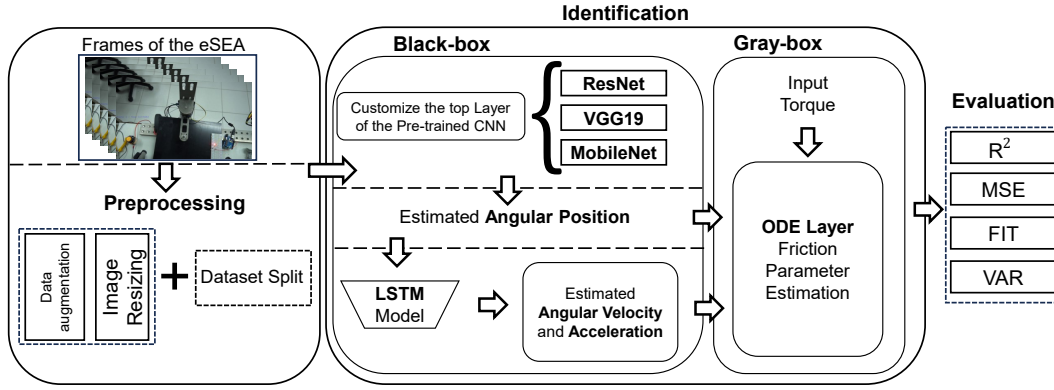 Identification
Frames of the eSEA
Preprocessing
Data
augmentation
Image
Resizing
+
Dataset Split
Black-box
Customize the top Layer
of the Pre-trained CNN
{
ResNet
VGG19
MobileNet
Estimated Angular Position
LSTM
Model
Estimated
Angular Velocity
and Acceleration
Gray-box
Input
Torque
ODE Layer
Friction
Parameter
Estimation
Evaluation
R²
MSE
FIT
VAR